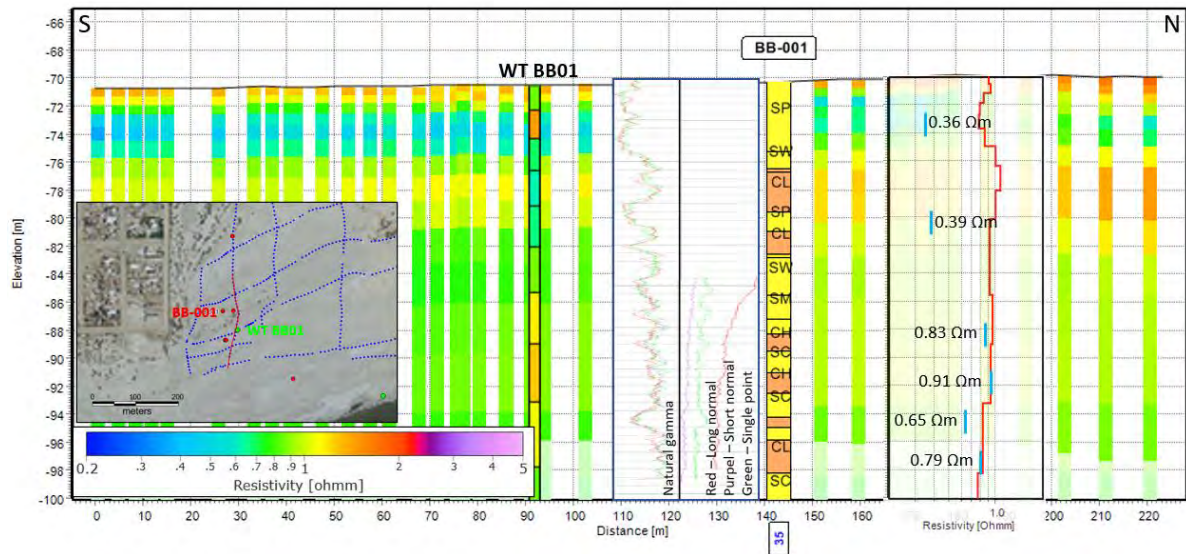 S
N
BB-001
WT BB01
-66
-68
-70
-72
-74
-76
-78
-80
-82
-84
-86
-88
-90
-92
-94
-96
-98
-100
Elevation [m]
BB-001
WT BB01
0 100 200
meters
0.2 .3 .4 .5 .6 .7 .8 .9 1 2 3 4 5
Resistivity [ohmm]
Natural gamma
Red – Long normal
Purpel – Short normal
Green – Single point
SP
SW
CL
SP
CL
SW
SM
CH
SC
CH
SC
CL
SC
0.36 Ωm
0.39 Ωm
0.83 Ωm
0.91 Ωm
0.65 Ωm
0.79 Ωm
0 10 20 30 40 50 60 70 80 90 100 110 120 130 140 150 160 1.0 200 210 220
Distance [m]
Resistivity [Ohmm]
35